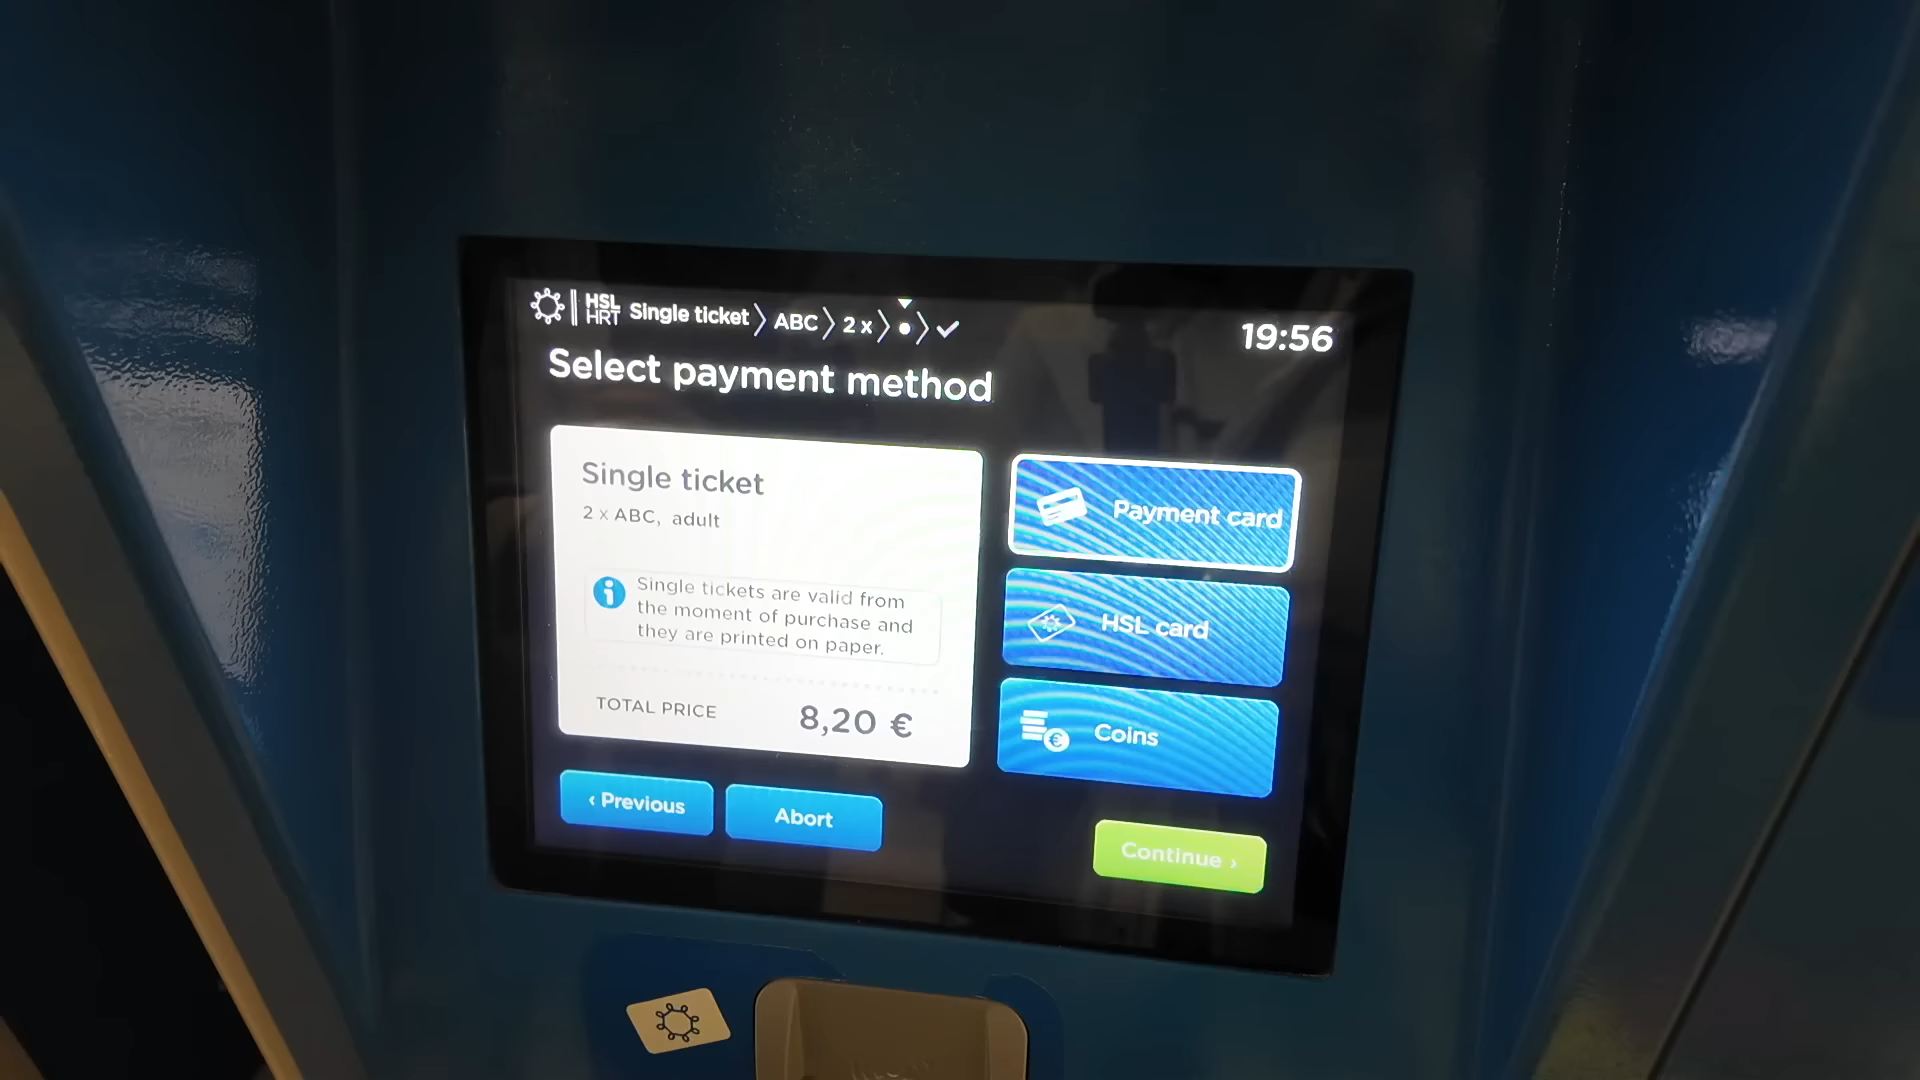 HSL
HRT
Single ticket 〉 ABC 〉 2 x 〉 • 〉 ✓
19:56
Select payment method
Single ticket
2 x ABC, adult
Single tickets are valid from
the moment of purchase and
they are printed on paper.
TOTAL PRICE 8,20 €
Payment card
HSL card
Coins
‹ Previous
Abort
Continue ›